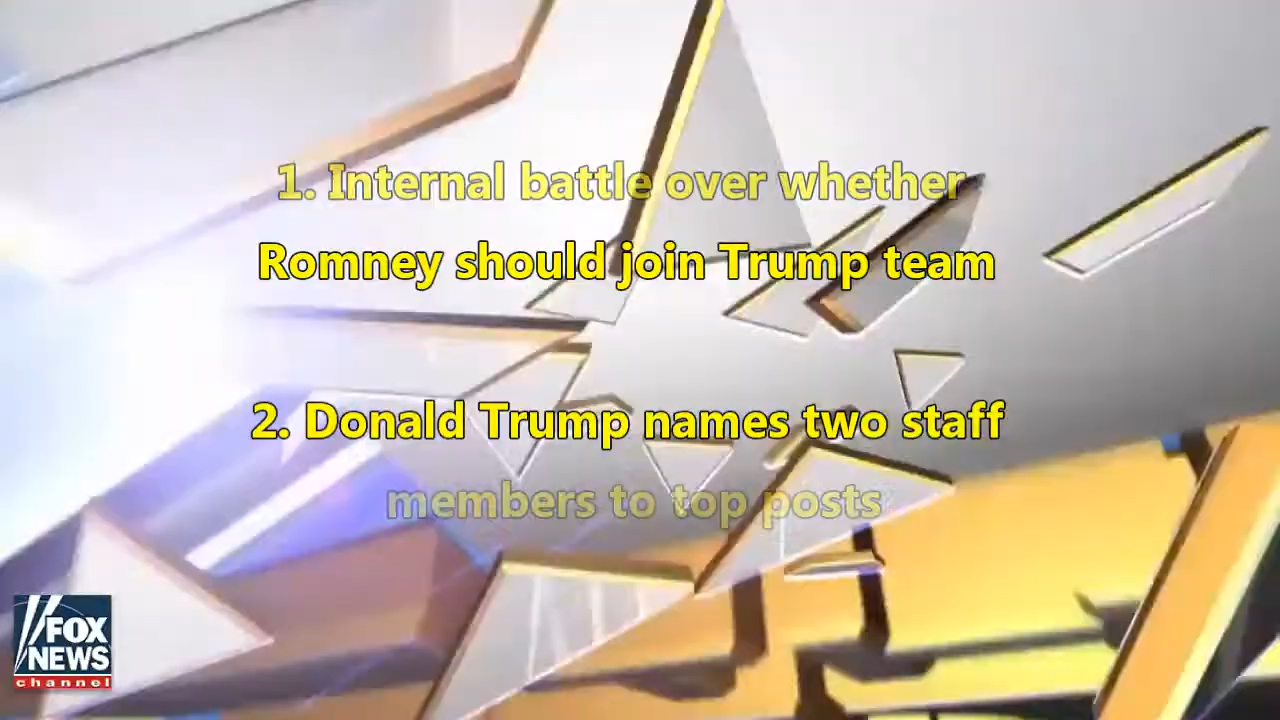 1. Internal battle over whether
Romney should join Trump team
2. Donald Trump names two staff
members to top posts
FOX
NEWS
channel